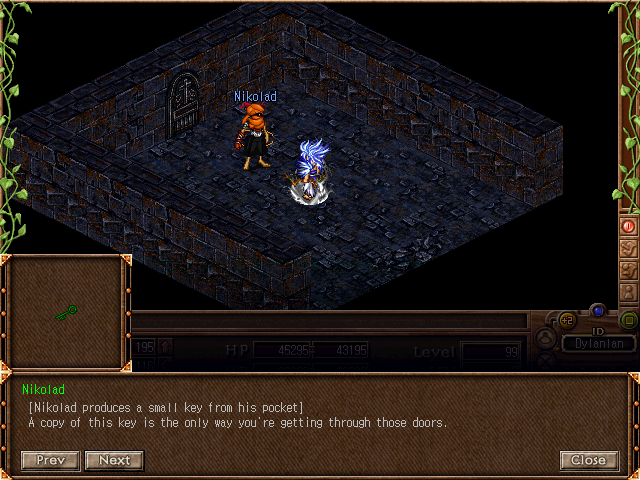 Nikolad
+2
ID
Dylanian
195
HP 45295 43195 Level 99
Nikolad
[Nikolad produces a small key from his pocket]
A copy of this key is the only way you're getting through those doors.
Prev Next Close